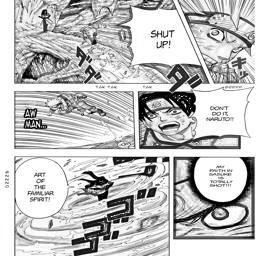 SHUT
UP!
TAK TAK
TAK
AW
MAN...
DON'T
DO IT,
NARUTO!!
ART
OF THE
FAMILIAR
SPIRIT!
MY
FAITH IN
SASUKE IS
TOTALLY
SHOT!!!